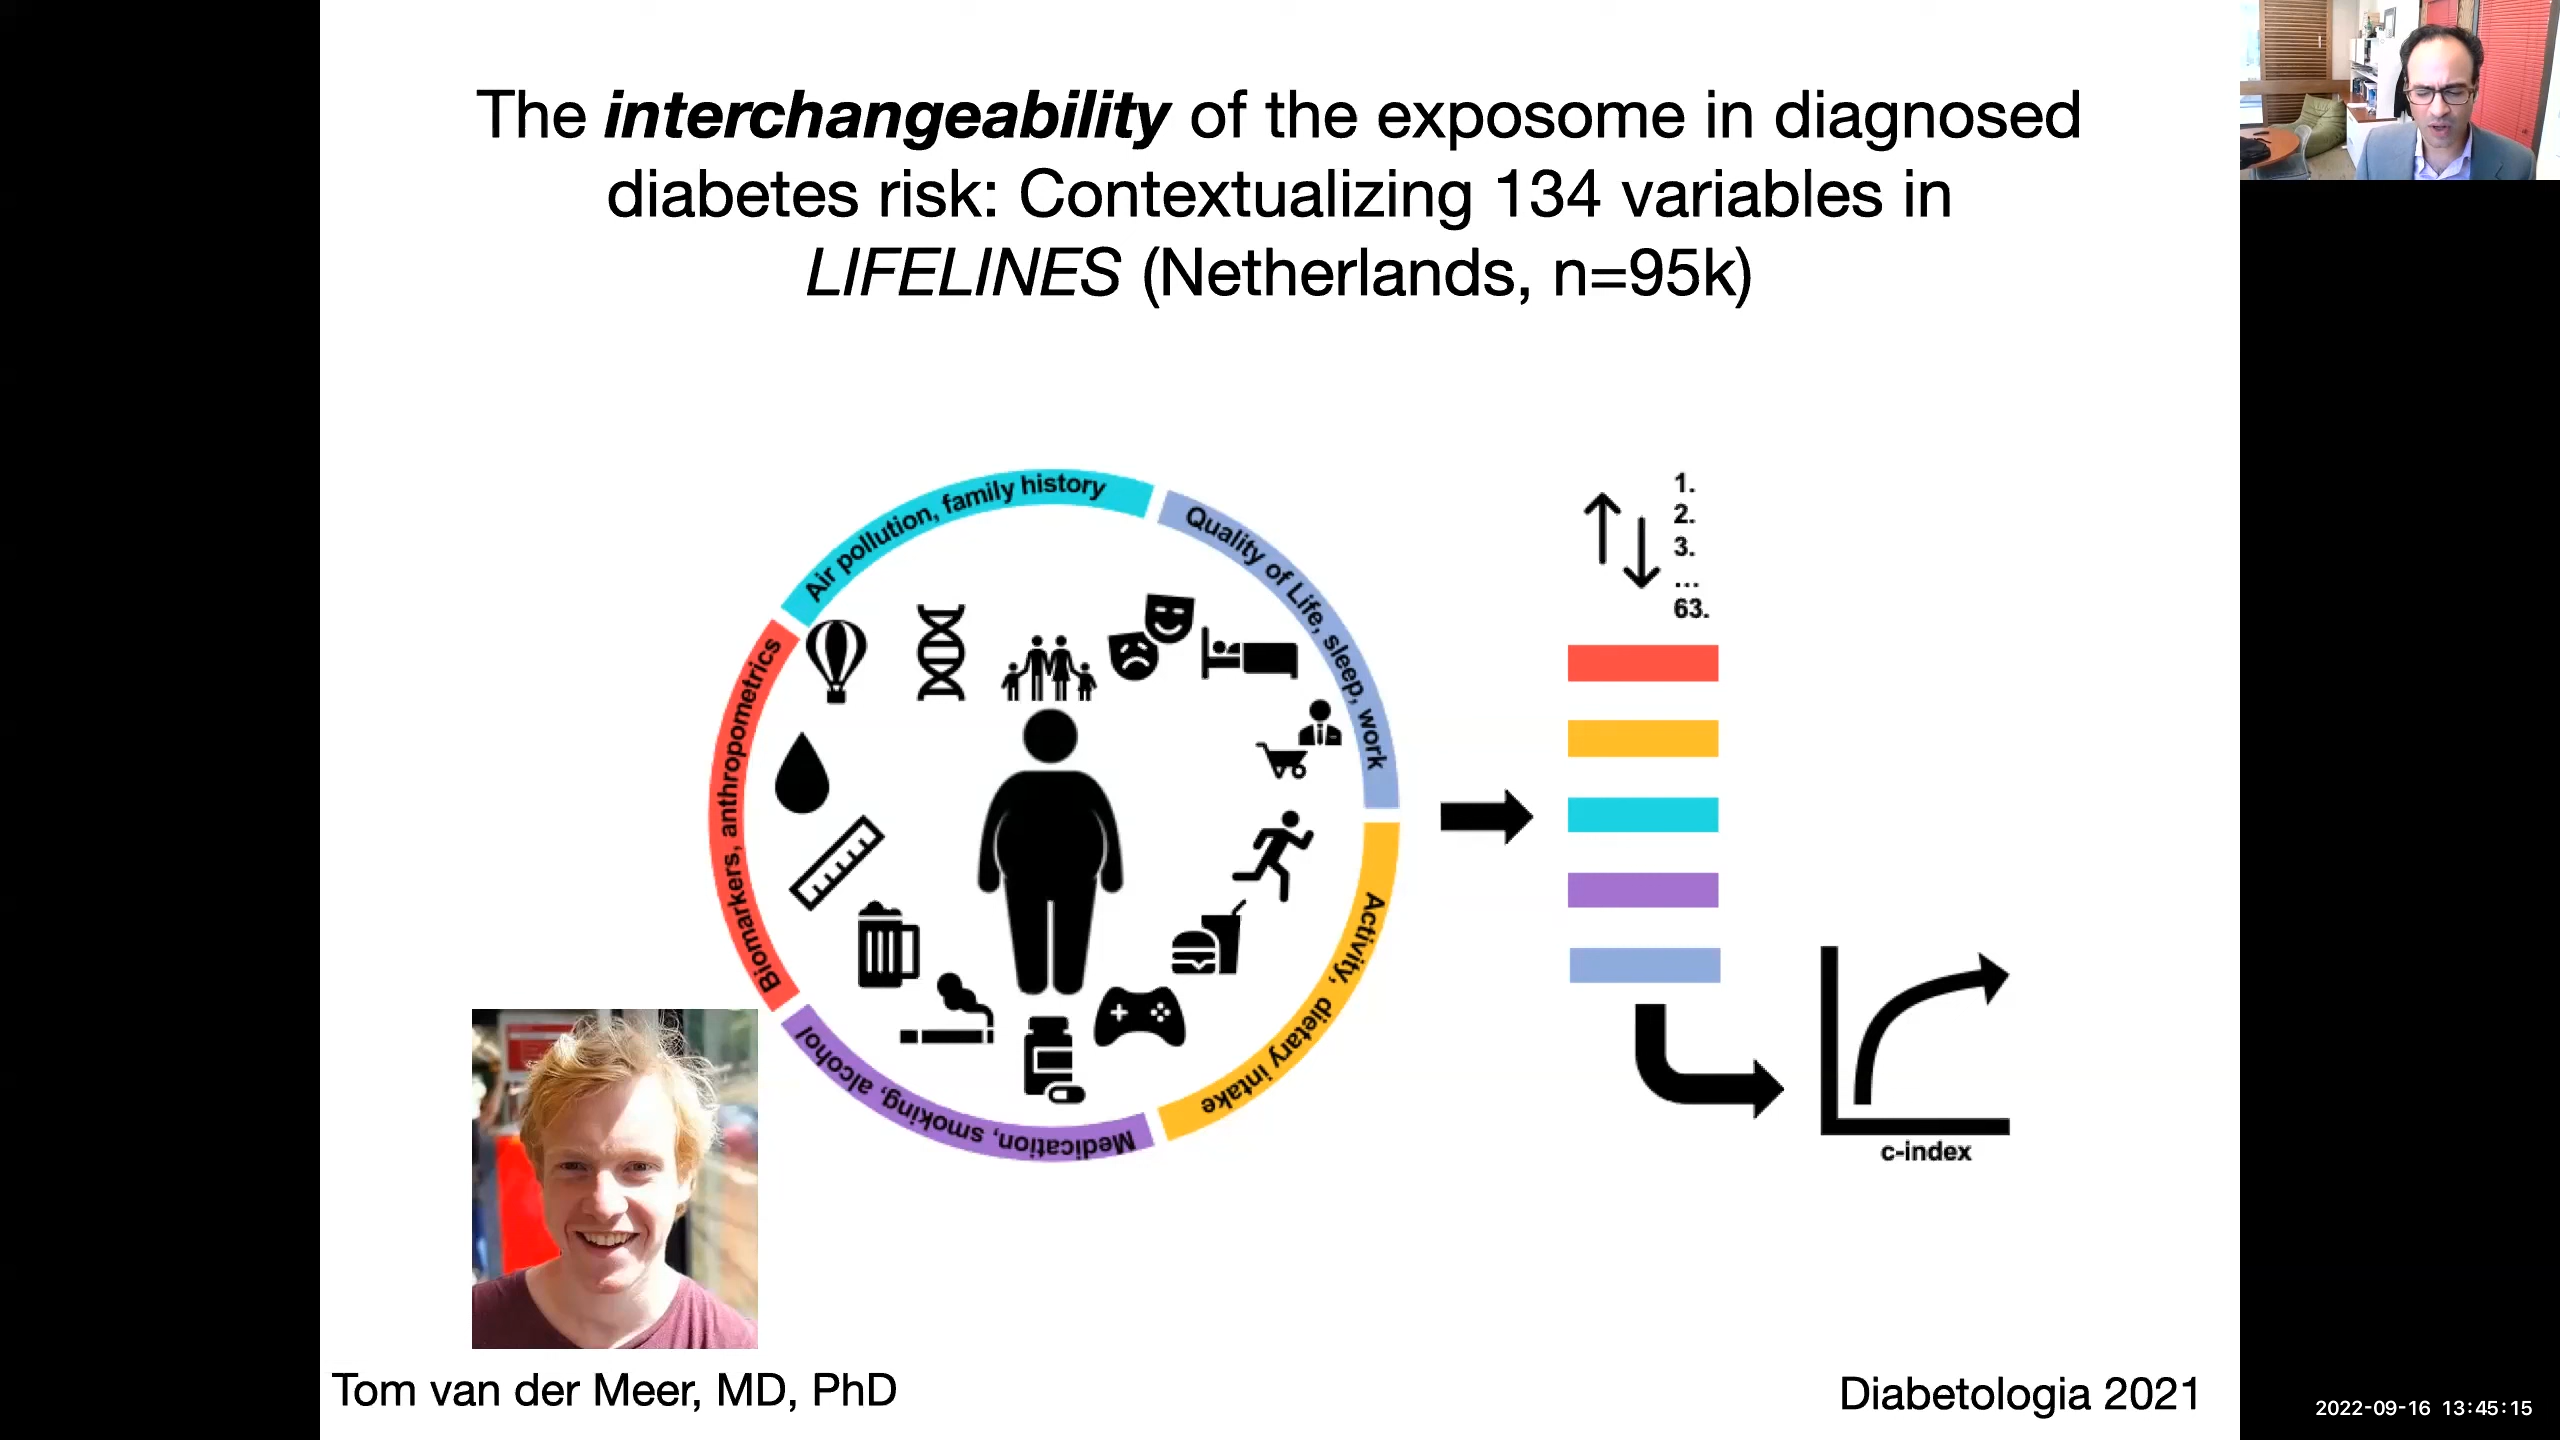 The interchangeability of the exposome in diagnosed
diabetes risk: Contextualizing 134 variables in
LIFELINES (Netherlands, n=95k)
Air pollution, family history
Quality of Life, sleep, work
Biomarkers, anthropometrics
Activity, dietary intake
Medication, smoking, alcohol
1.
2.
3.
...
63.
c-index
Tom van der Meer, MD, PhD
Diabetologia 2021
2022-09-16 13:45:15